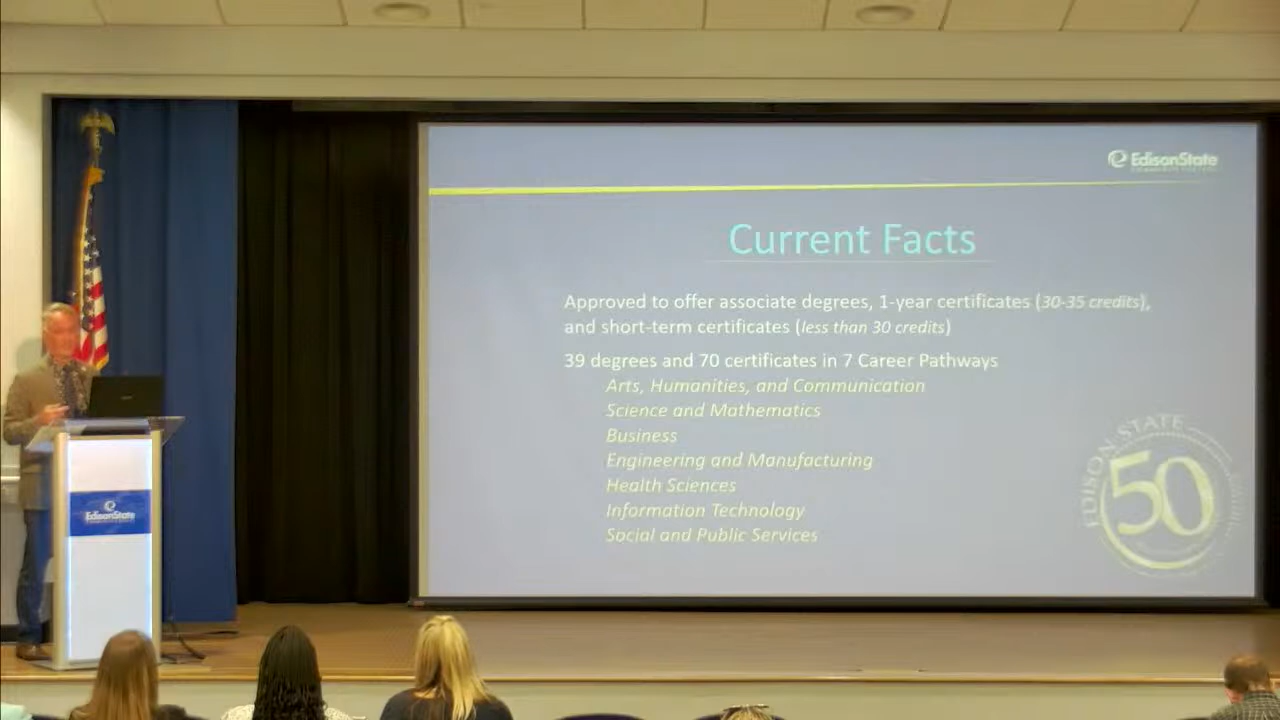 EdisonState
COMMUNITY COLLEGE
Current Facts
Approved to offer associate degrees, 1-year certificates (30-35 credits),
and short-term certificates (less than 30 credits)
39 degrees and 70 certificates in 7 Career Pathways
Arts, Humanities, and Communication
Science and Mathematics
Business
Engineering and Manufacturing
Health Sciences
Information Technology
Social and Public Services
EDISON STATE
50
EdisonState